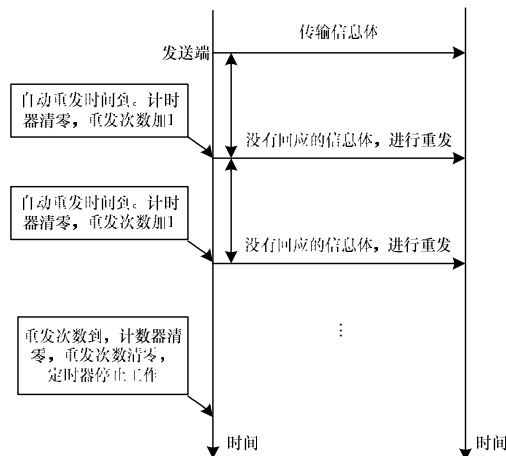 传输信息体
发送端
自动重发时间到。计时
器清零，重发次数加1
没有回应的信息体，进行重发
自动重发时间到。计时
器清零，重发次数加1
没有回应的信息体，进行重发
⋮
重发次数到，计数器清
零，重发次数清零，
定时器停止工作
时间
时间